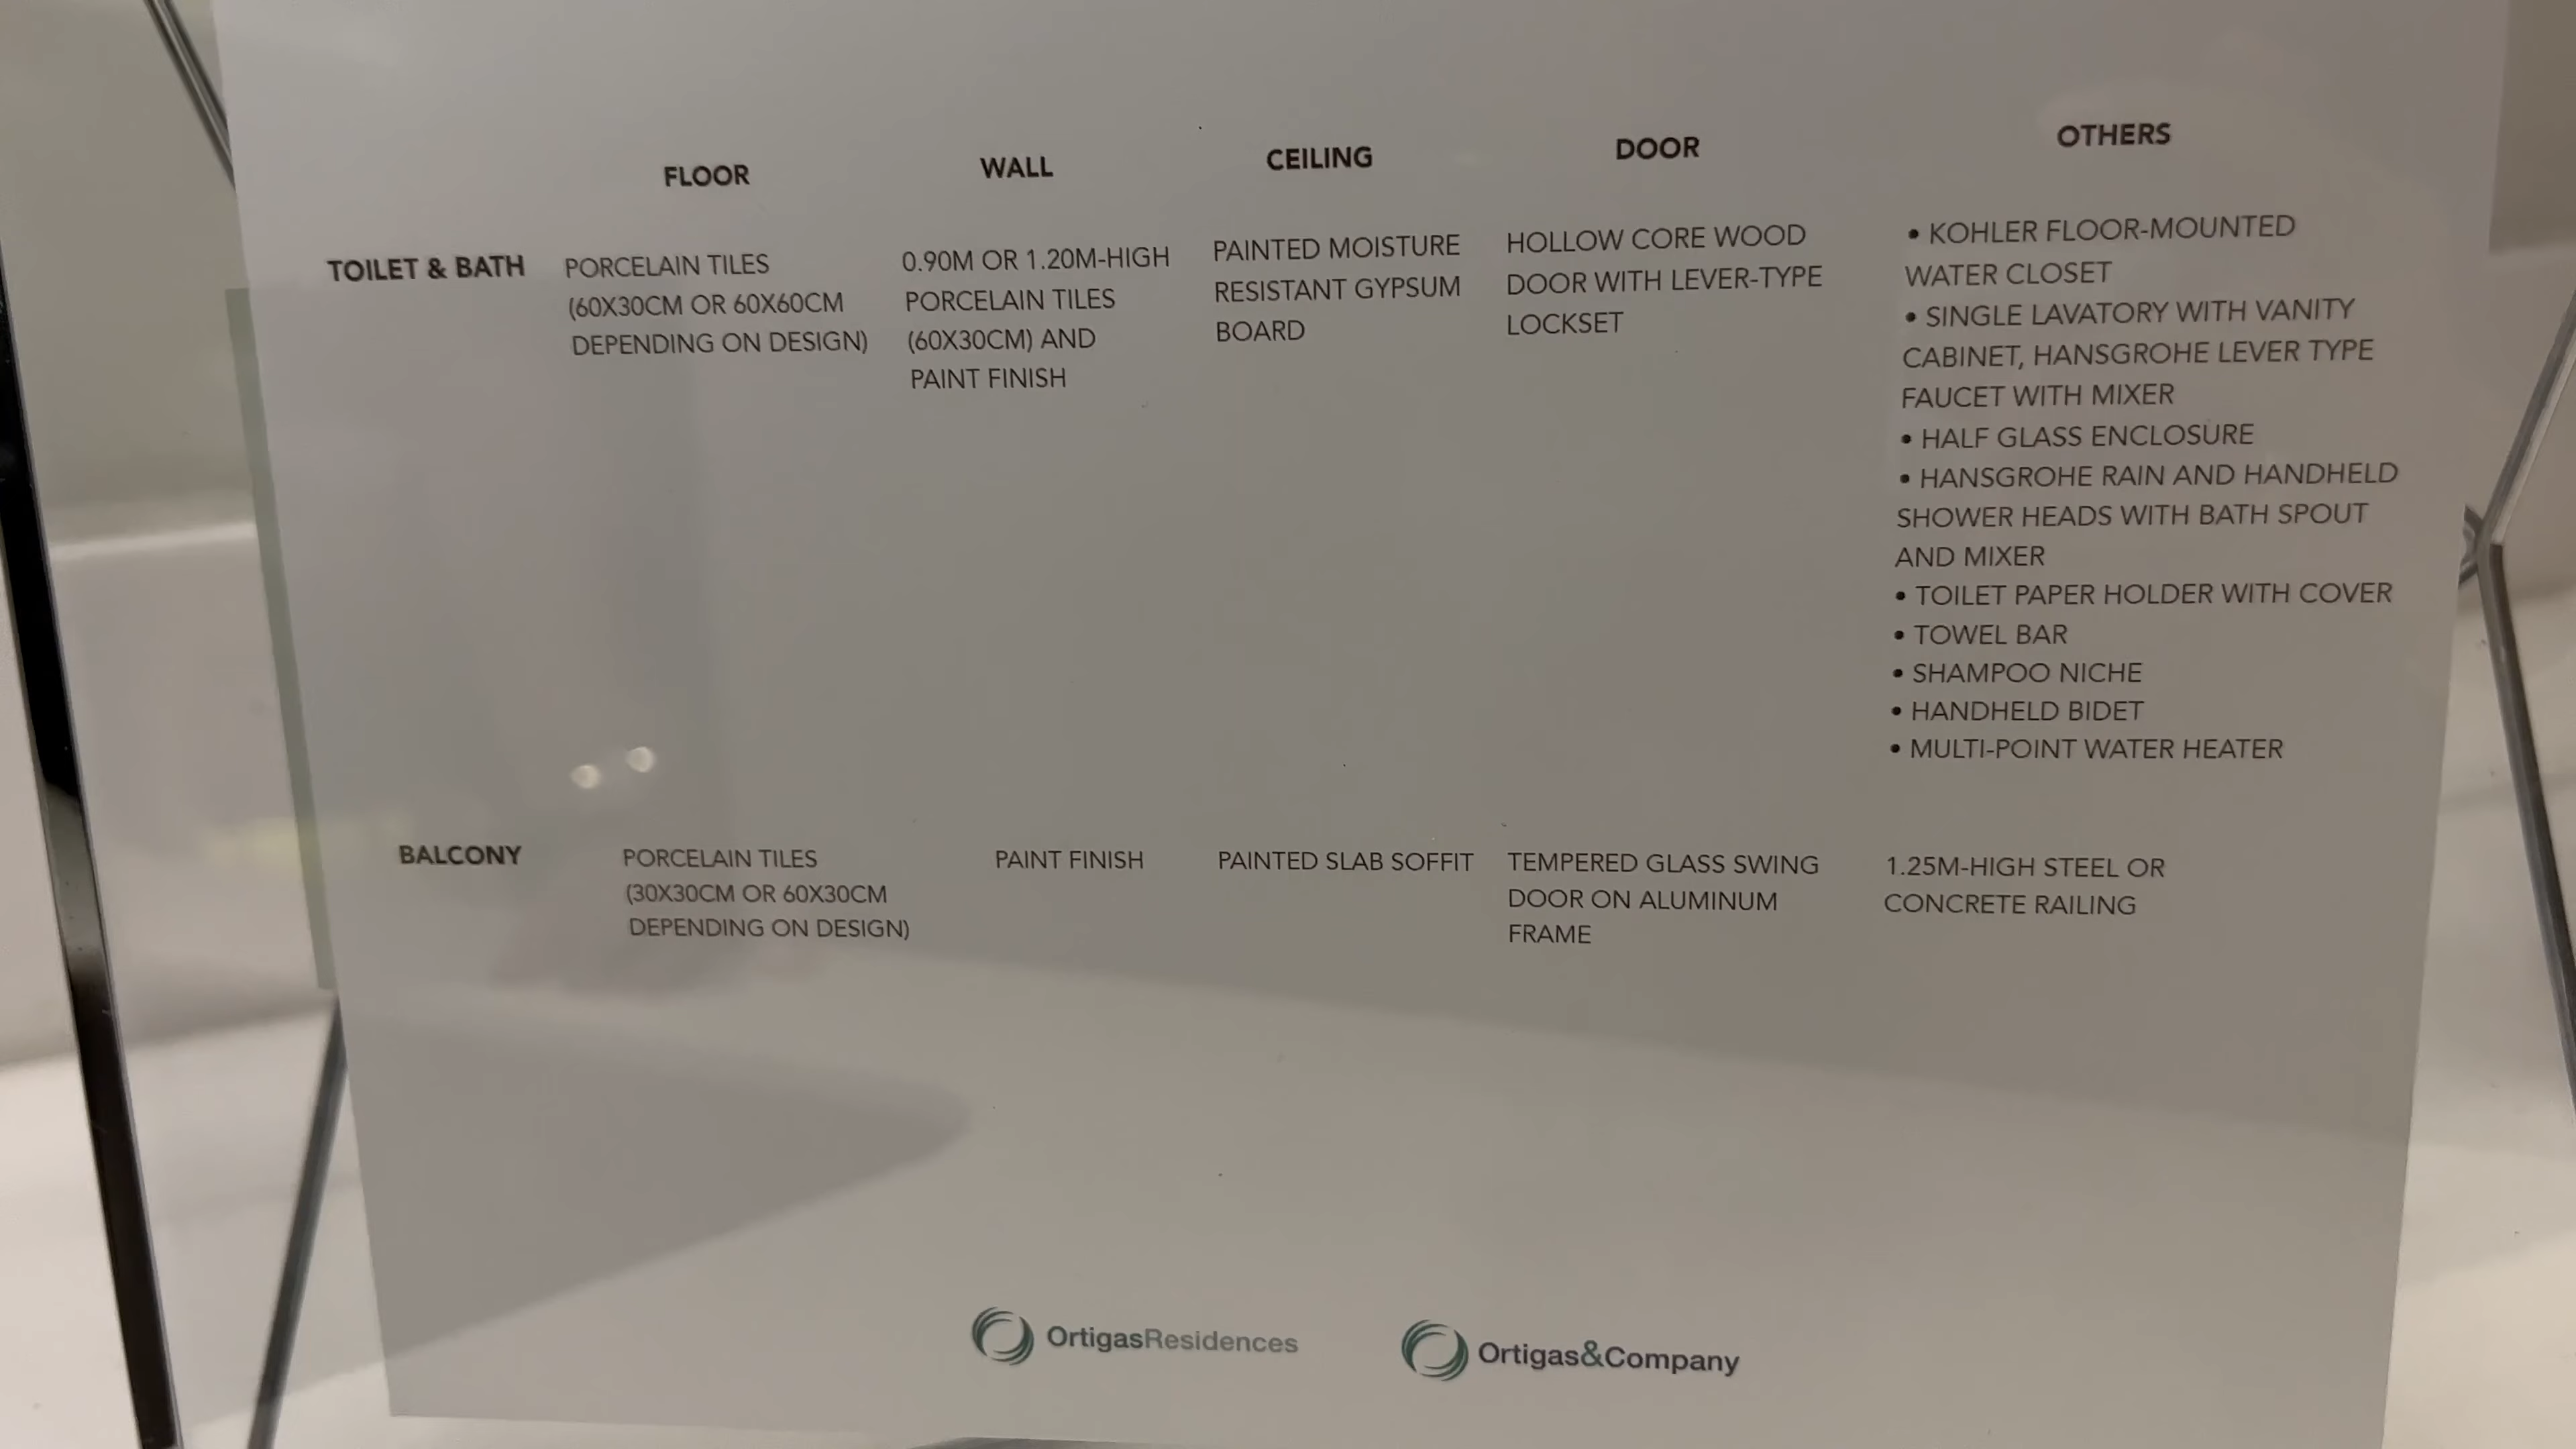 FLOOR WALL CEILING DOOR OTHERS
TOILET & BATH
PORCELAIN TILES
(60X30CM OR 60X60CM
DEPENDING ON DESIGN)
0.90M OR 1.20M-HIGH
PORCELAIN TILES
(60X30CM) AND
PAINT FINISH
PAINTED MOISTURE
RESISTANT GYPSUM
BOARD
HOLLOW CORE WOOD
DOOR WITH LEVER-TYPE
LOCKSET
• KOHLER FLOOR-MOUNTED
WATER CLOSET
• SINGLE LAVATORY WITH VANITY
CABINET, HANSGROHE LEVER TYPE
FAUCET WITH MIXER
• HALF GLASS ENCLOSURE
• HANSGROHE RAIN AND HANDHELD
SHOWER HEADS WITH BATH SPOUT
AND MIXER
• TOILET PAPER HOLDER WITH COVER
• TOWEL BAR
• SHAMPOO NICHE
• HANDHELD BIDET
• MULTI-POINT WATER HEATER
BALCONY
PORCELAIN TILES
(30X30CM OR 60X30CM
DEPENDING ON DESIGN)
PAINT FINISH
PAINTED SLAB SOFFIT
TEMPERED GLASS SWING
DOOR ON ALUMINUM
FRAME
1.25M-HIGH STEEL OR
CONCRETE RAILING
OrtigasResidences
Ortigas&Company